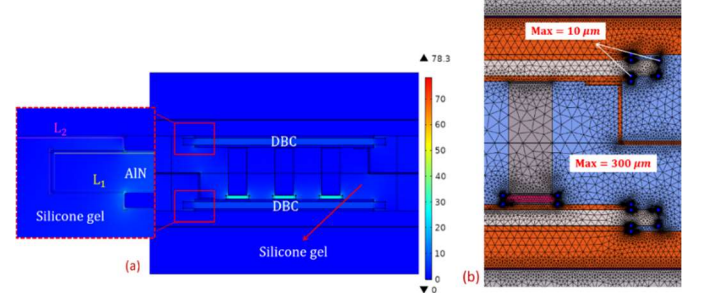 L₂
L₁
AlN
Silicone gel
(a)
DBC
DBC
Silicone gel
▲ 78.3
70
60
50
40
30
20
10
0
▼ 0
Max = 10 μm
Max = 300 μm
(b)